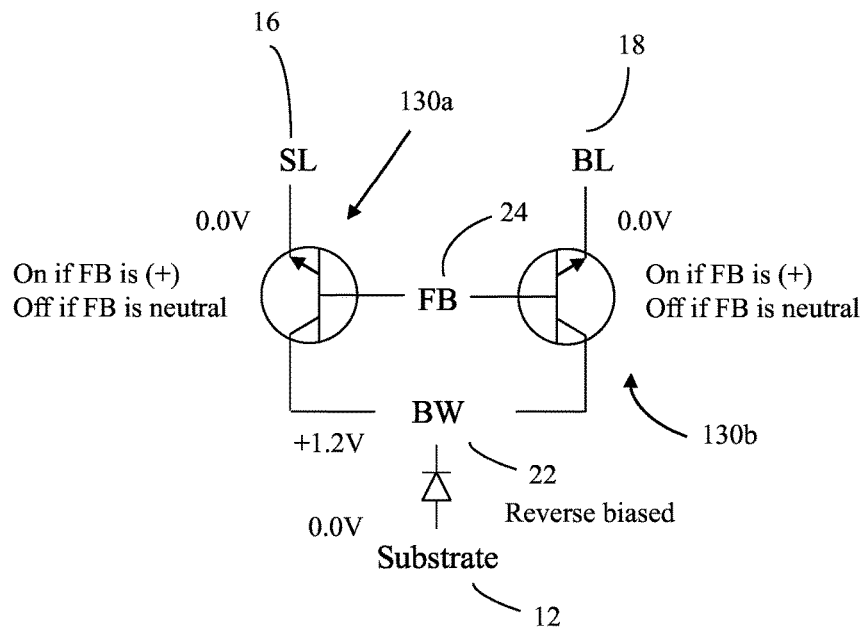 16
18
130a
SL
BL
24
0.0V
0.0V
On if FB is (+)
Off if FB is neutral
FB
On if FB is (+)
Off if FB is neutral
BW
+1.2V
130b
22
Reverse biased
0.0V
Substrate
12